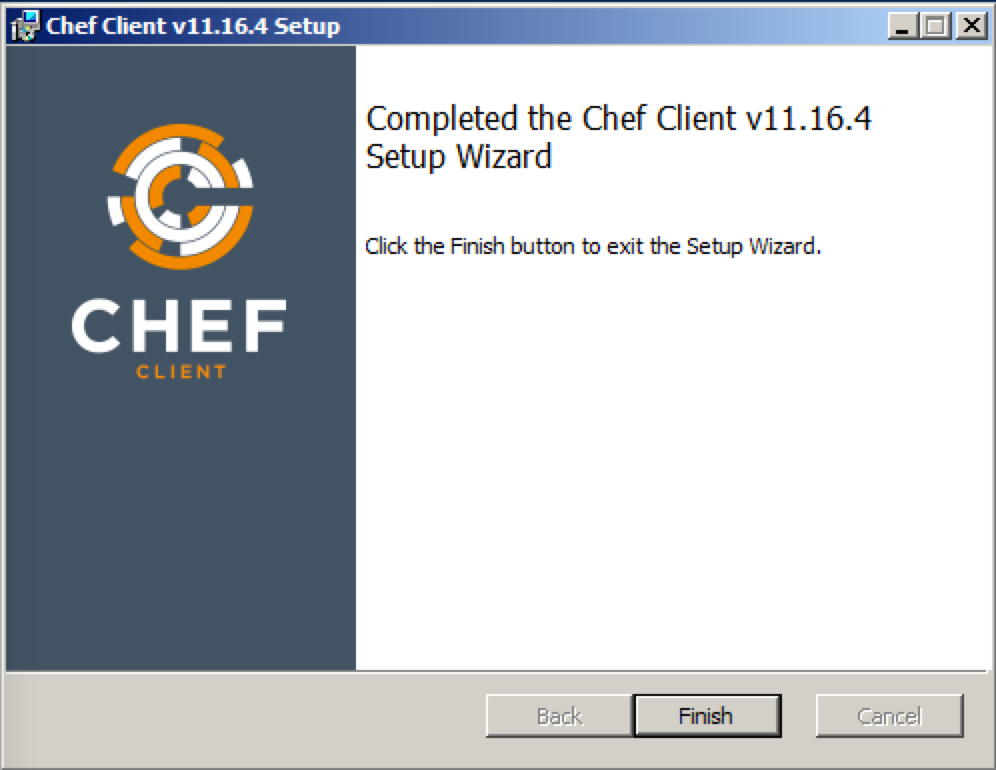 Chef Client v11.16.4 Setup
CHEF
CLIENT
Completed the Chef Client v11.16.4
Setup Wizard
Click the Finish button to exit the Setup Wizard.
Back
Finish
Cancel